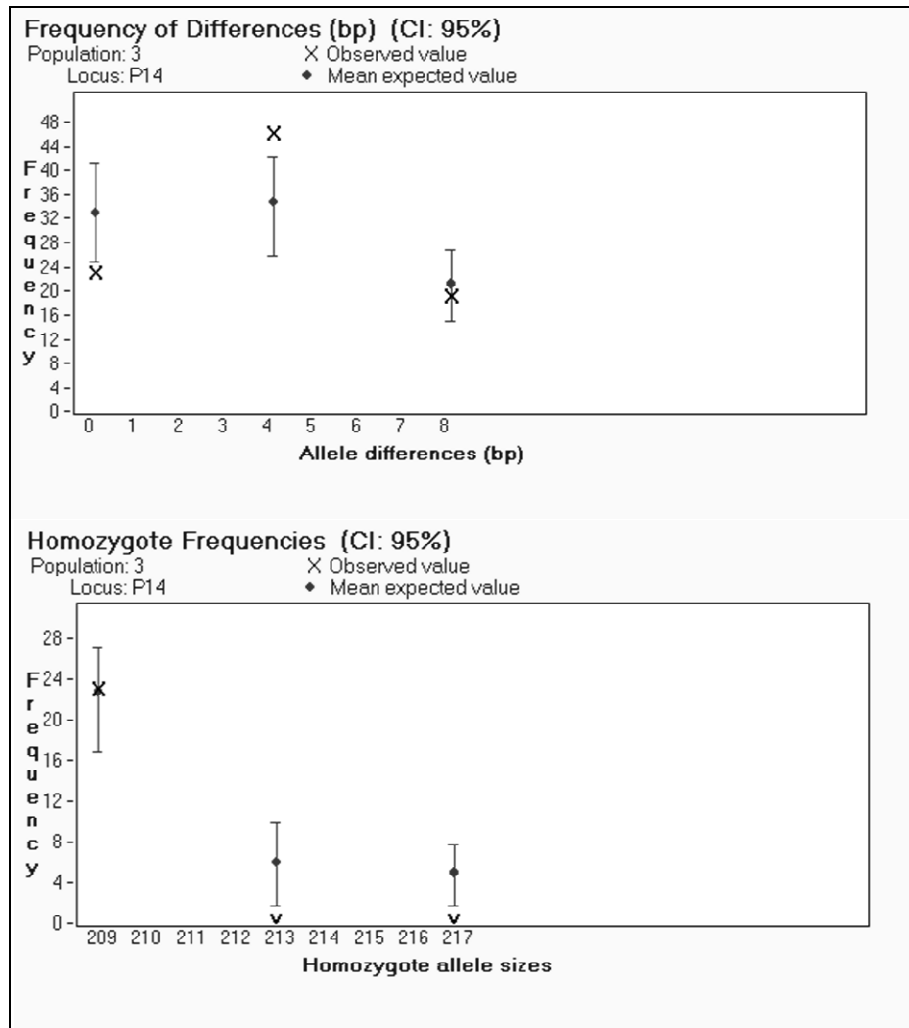 Frequency of Differences (bp) (CI: 95%)
Population: 3 X Observed value
Locus: P14 Mean expected value
48
44
40
36
32
28
24
20
16
12
8
4
0
Frequency
0 1 2 3 4 5 6 7 8
Allele differences (bp)
Homozygote Frequencies (CI: 95%)
Population: 3 X Observed value
Locus: P14 Mean expected value
28
24
20
16
12
8
4
0
Frequency
209 210 211 212 213 214 215 216 217
Homozygote allele sizes